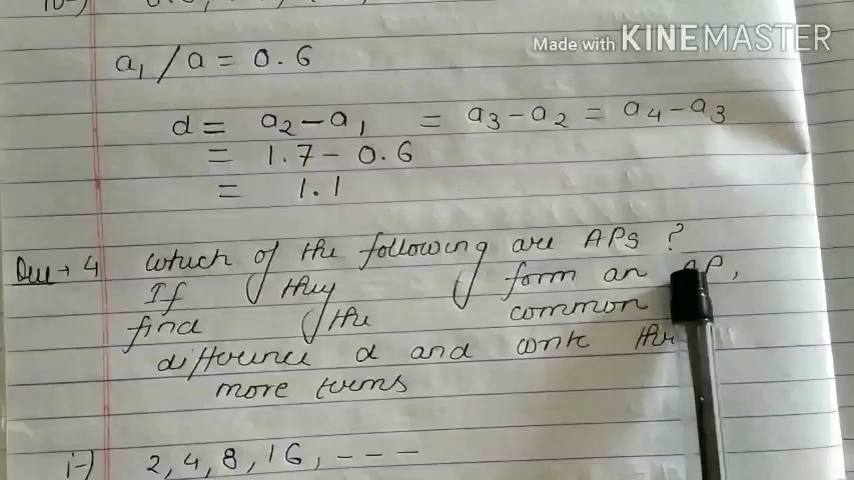 Made with KINEMASTER
a₁ / a = 0.6
d = a₂ - a₁ = a₃ - a₂ = a₄ - a₃
= 1.7 - 0.6
= 1.1
Que → 4 which of the following are APs ?
If they form an AP,
find the common
difference d and write
more terms
i-) 2, 4, 8, 16, - - -